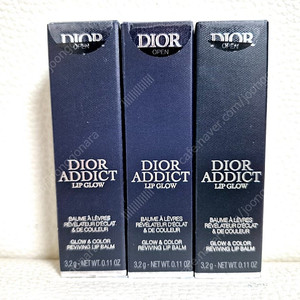 DIOR
OPEN
DIOR
ADDICT
LIP GLOW
BAUME À LÈVRES
RÉVÉLATEUR D'ÉCLAT
& DE COULEUR
GLOW & COLOR
REVIVING LIP BALM
3,2 g - NET WT. 0.11 OZ
DIOR
OPEN
DIOR
ADDICT
LIP GLOW
BAUME À LÈVRES
RÉVÉLATEUR D'ÉCLAT
& DE COULEUR
GLOW & COLOR
REVIVING LIP BALM
3,2 g - NET WT. 0.11 OZ
DIOR
OPEN
DIOR
ADDICT
LIP GLOW
BAUME À LÈVRES
RÉVÉLATEUR D'ÉCLAT
& DE COULEUR
GLOW & COLOR
REVIVING LIP BALM
3,2 g - NET WT. 0.11 OZ